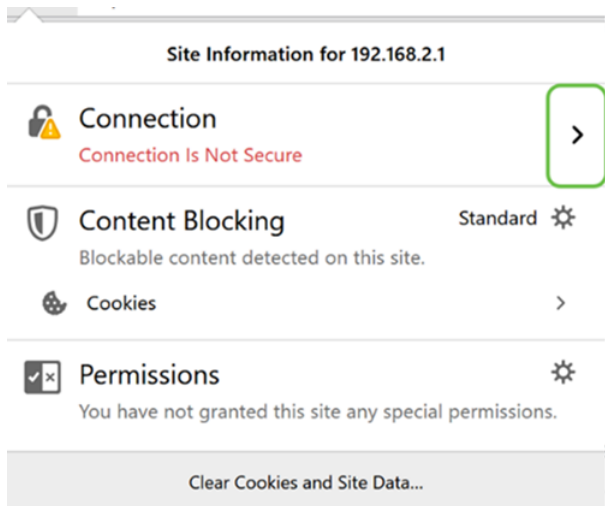 Site Information for 192.168.2.1
Connection
Connection Is Not Secure
Content Blocking
Standard
Blockable content detected on this site.
Cookies
Permissions
You have not granted this site any special permissions.
Clear Cookies and Site Data...